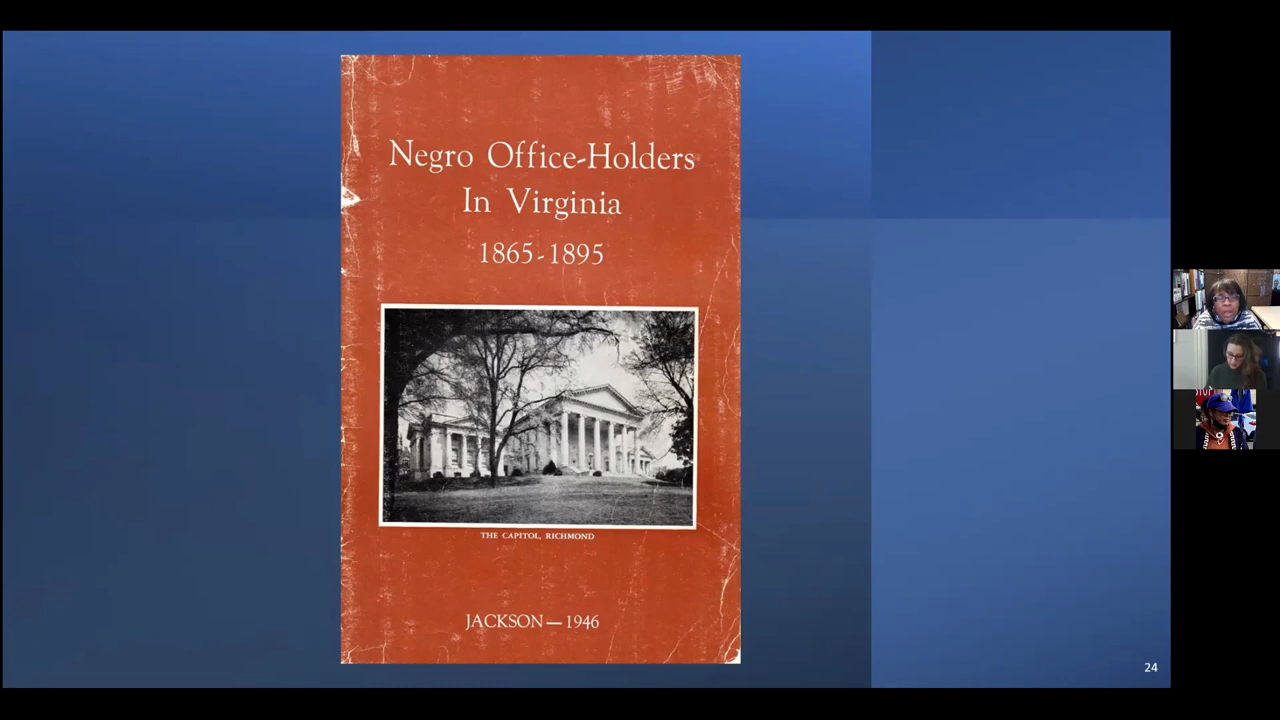 Negro Office-Holders
In Virginia
1865-1895
THE CAPITOL, RICHMOND
JACKSON — 1946
24